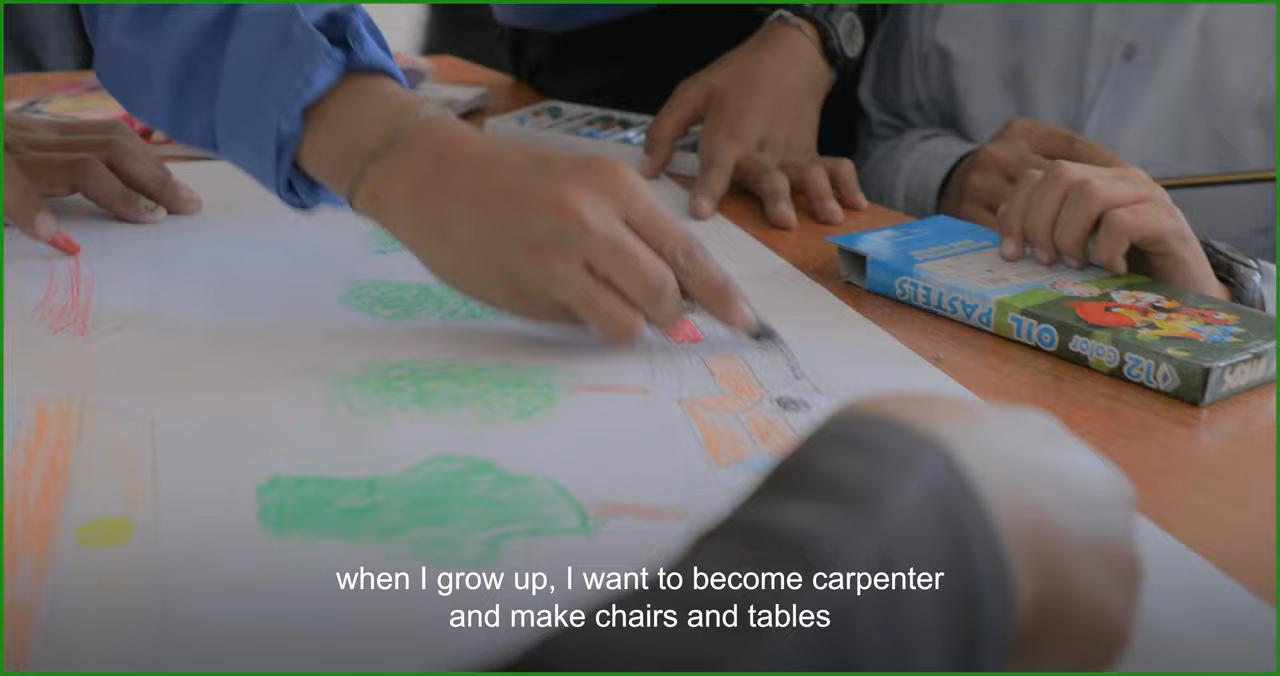 12 Color OIL PASTELS
when I grow up, I want to become carpenter
and make chairs and tables